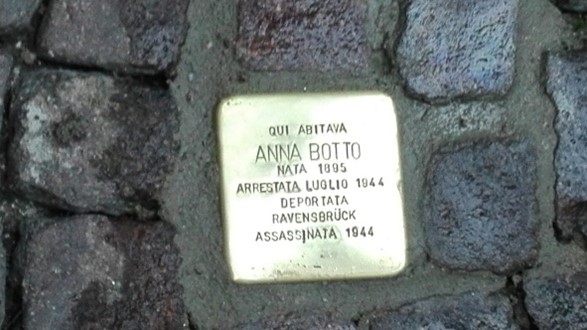 QUI ABITAVA
ANNA BOTTO
NATA 1895
ARRESTATA LUGLIO 1944
DEPORTATA
RAVENSBRÜCK
ASSASSINATA 1944